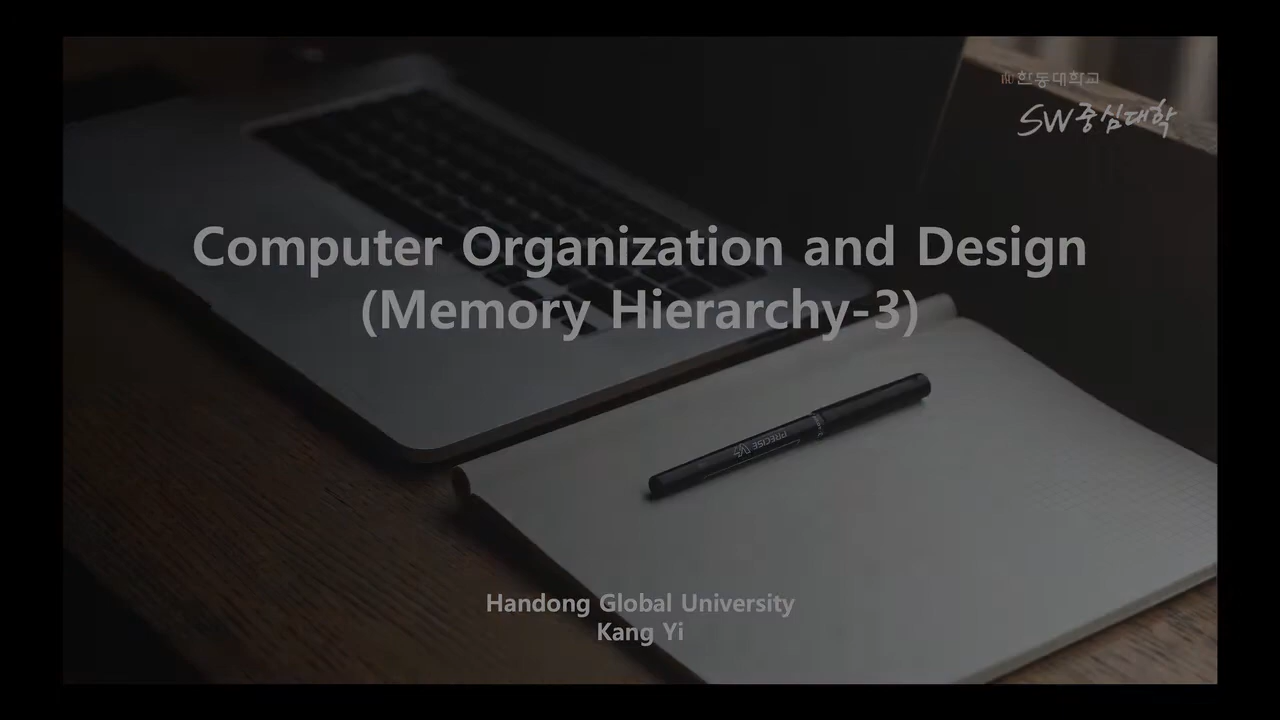 한동대학교
SW중심대학
Computer Organization and Design
(Memory Hierarchy-3)
PRECISE V5
Handong Global University
Kang Yi